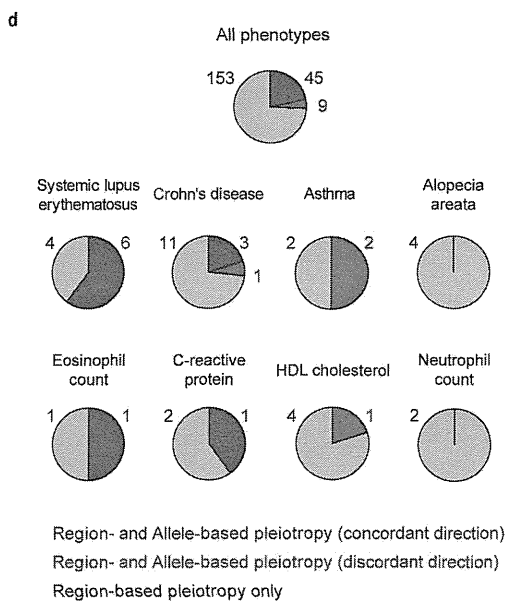 d
All phenotypes
153 45
9
Systemic lupus
erythematosus
Crohn's disease
Asthma
Alopecia
areata
4 6
11 3
1
2 2
4
Eosinophil
count
C-reactive
protein
HDL cholesterol
Neutrophil
count
1 1
2 1
4 1
2
Region- and Allele-based pleiotropy (concordant direction)
Region- and Allele-based pleiotropy (discordant direction)
Region-based pleiotropy only